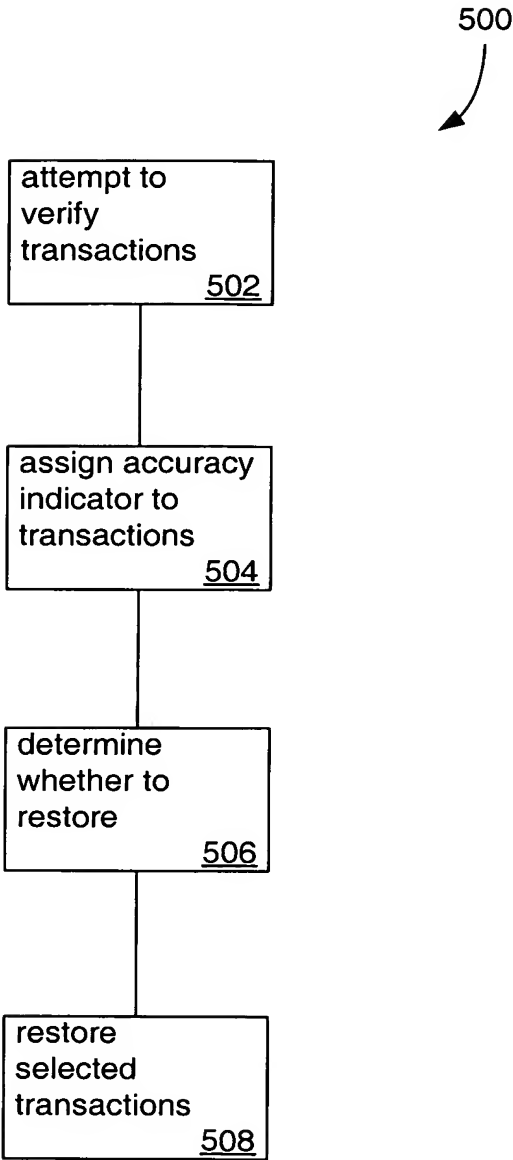 500
attempt to
verify
transactions
502
assign accuracy
indicator to
transactions
504
determine
whether to
restore
506
restore
selected
transactions
508